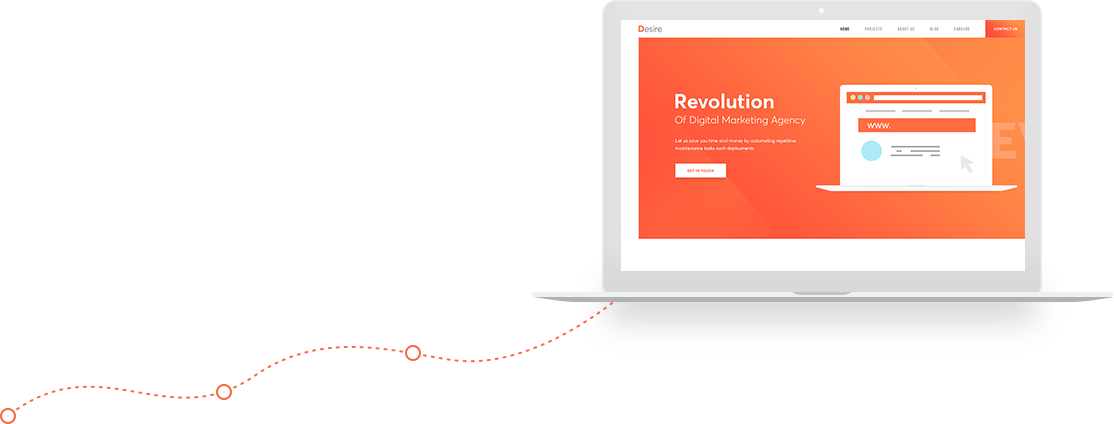 Desire
HOME PROJECTS ABOUT US BLOG CAREERS CONTACT US
Revolution
Of Digital Marketing Agency
Let us save you time and money by automating repetitive
maintenance tasks such deployments
GET IN TOUCH
www.